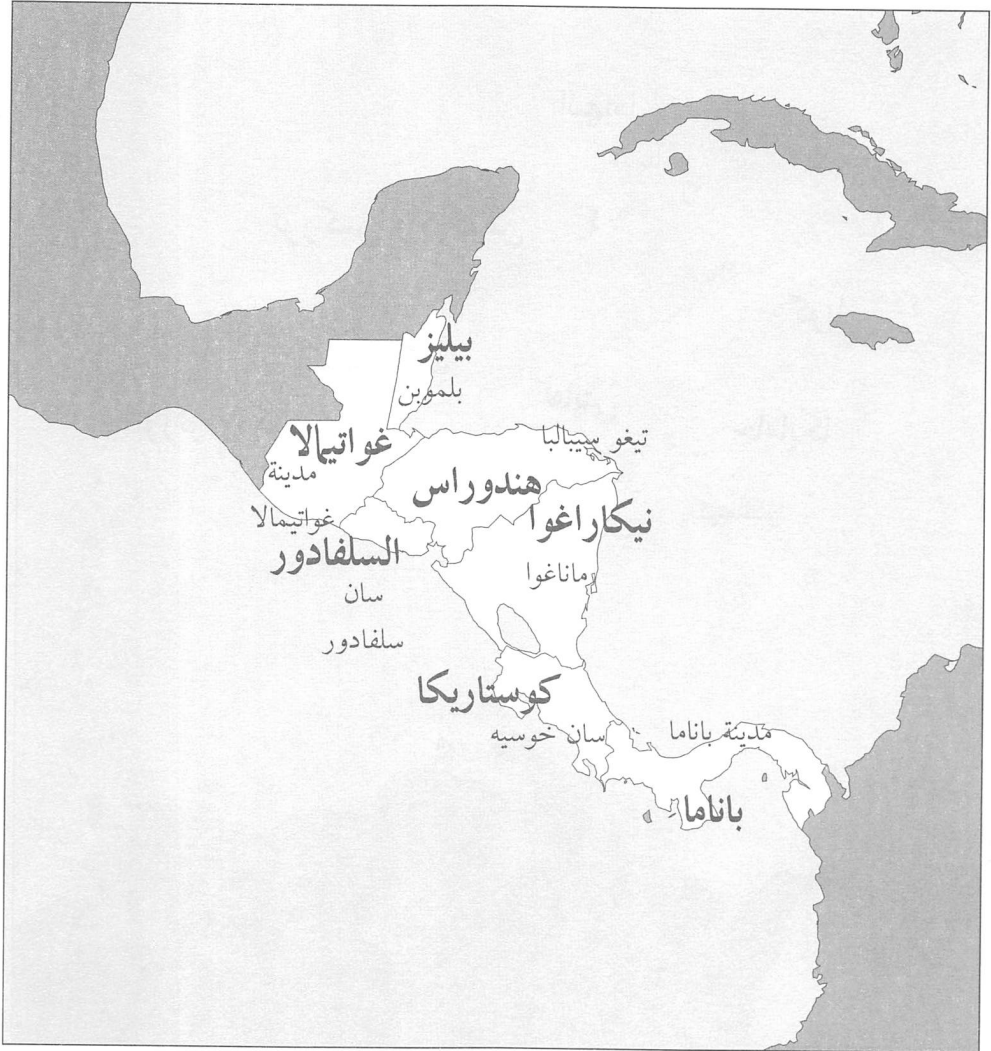 بيليز
بلموبن
غواتيمالا
مدينة
غواتيمالا
تيغو سيبالبا
هندوراس
نيكاراغوا
ماناغوا
السلفادور
سان
سلفادور
كوستاريكا
سان خوسيه
مدينة باناما
باناما